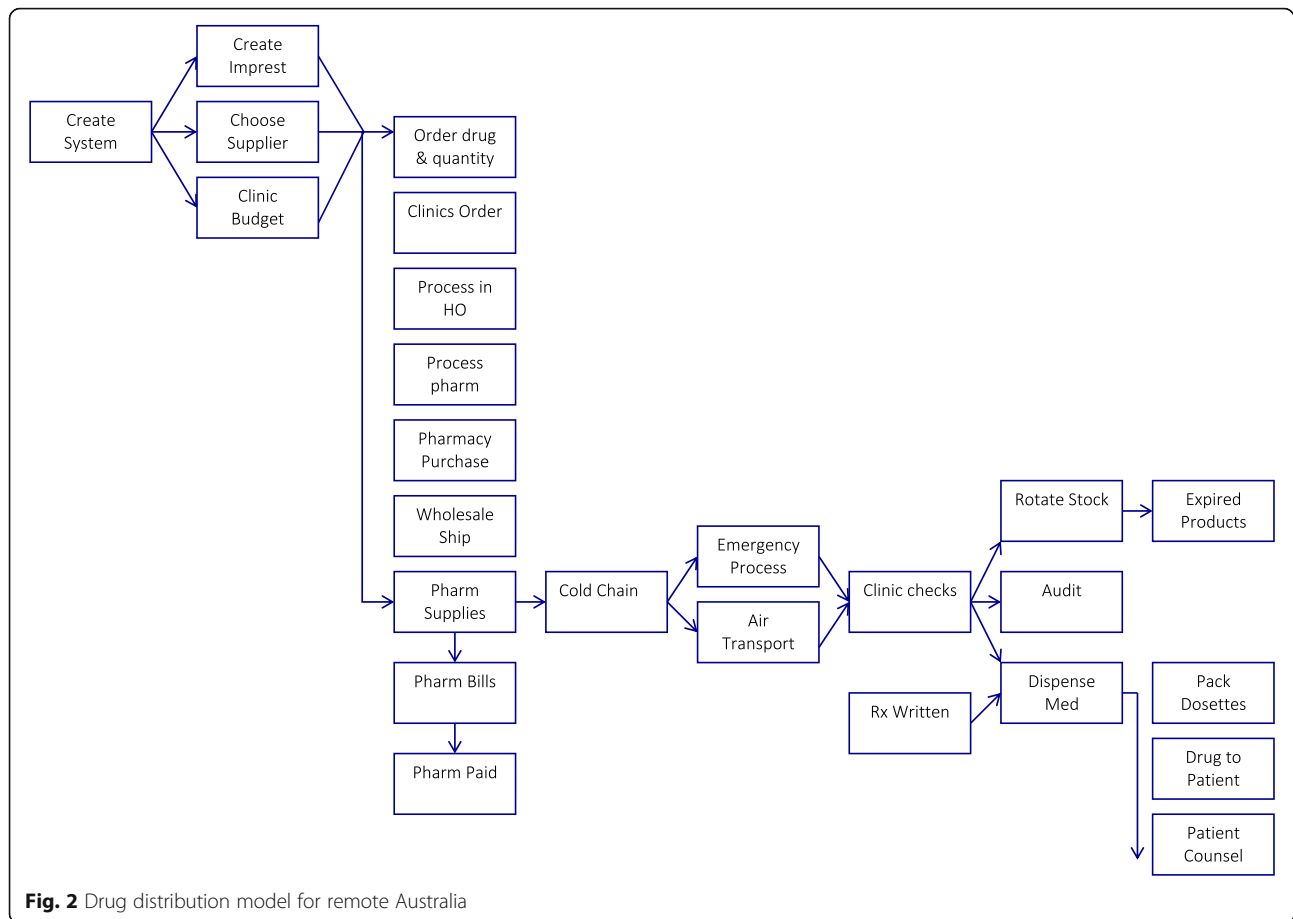 Create
System
Create
Imprest
Choose
Supplier
Clinic
Budget
Order drug
& quantity
Clinics Order
Process in
HO
Process
pharm
Pharmacy
Purchase
Wholesale
Ship
Pharm
Supplies
Pharm Bills
Pharm Paid
Cold Chain
Emergency
Process
Air
Transport
Clinic checks
Rx Written
Rotate Stock
Audit
Dispense
Med
Expired
Products
Pack
Dosettes
Drug to
Patient
Patient
Counsel
Fig. 2 Drug distribution model for remote Australia